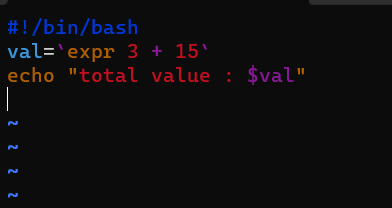 #!/bin/bash
val=`expr 3 + 15`
echo "total value : $val"
~
~
~
~